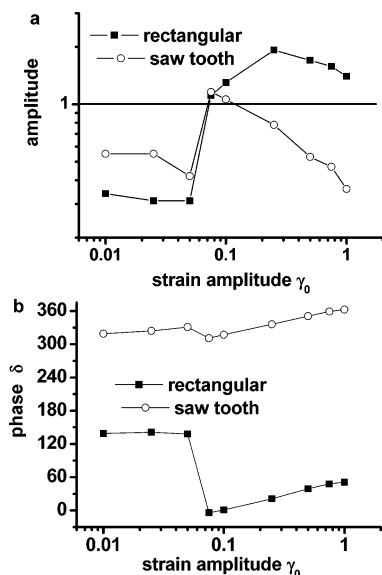 a
rectangular
saw tooth
amplitude
1
0.01 0.1 1
strain amplitude γ₀
b
360
300
240
180
120
60
0
phase δ
rectangular
saw tooth
0.01 0.1 1
strain amplitude γ₀